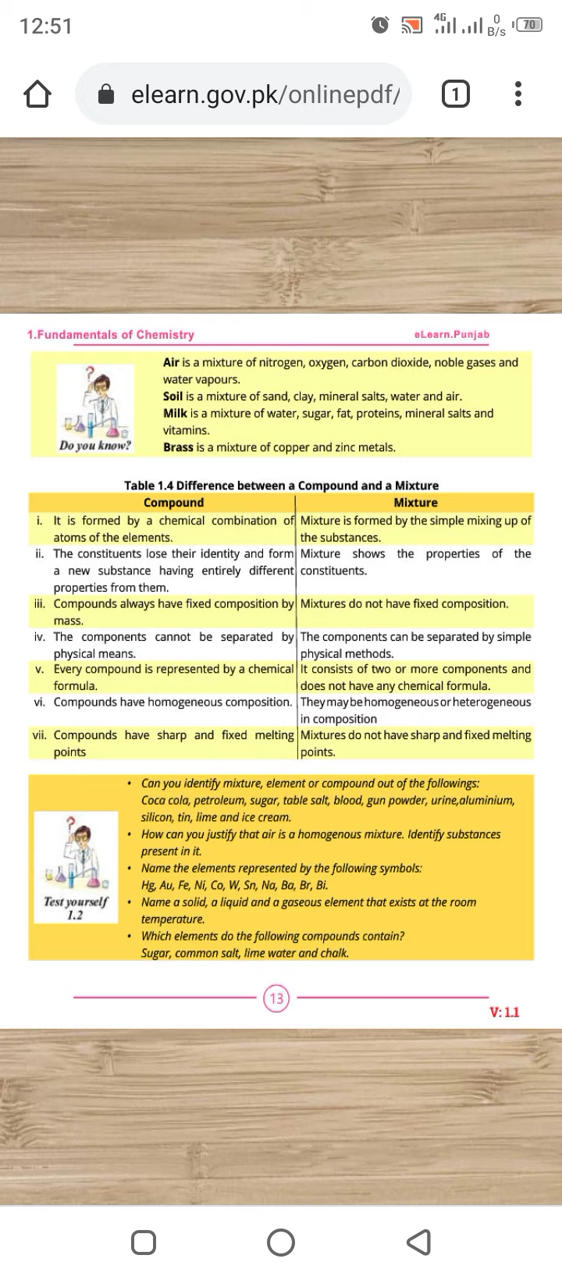 12:51
4G
0
B/s
70
elearn.gov.pk/onlinepdf/
1
1.Fundamentals of Chemistry
eLearn.Punjab
?
Do you know?
Air is a mixture of nitrogen, oxygen, carbon dioxide, noble gases and
water vapours.
Soil is a mixture of sand, clay, mineral salts, water and air.
Milk is a mixture of water, sugar, fat, proteins, mineral salts and
vitamins.
Brass is a mixture of copper and zinc metals.
Table 1.4 Difference between a Compound and a Mixture
Compound
Mixture
i. It is formed by a chemical combination of
atoms of the elements.
Mixture is formed by the simple mixing up of
the substances.
ii. The constituents lose their identity and form
a new substance having entirely different
properties from them.
Mixture shows the properties of the
constituents.
iii. Compounds always have fixed composition by
mass.
Mixtures do not have fixed composition.
iv. The components cannot be separated by
physical means.
The components can be separated by simple
physical methods.
v. Every compound is represented by a chemical
formula.
It consists of two or more components and
does not have any chemical formula.
vi. Compounds have homogeneous composition.
They may be homogeneous or heterogeneous
in composition
vii. Compounds have sharp and fixed melting
points
Mixtures do not have sharp and fixed melting
points.
?
Test yourself
1.2
• Can you identify mixture, element or compound out of the followings:
Coca cola, petroleum, sugar, table salt, blood, gun powder, urine,aluminium,
silicon, tin, lime and ice cream.
• How can you justify that air is a homogenous mixture. Identify substances
present in it.
• Name the elements represented by the following symbols:
Hg, Au, Fe, Ni, Co, W, Sn, Na, Ba, Br, Bi.
• Name a solid, a liquid and a gaseous element that exists at the room
temperature.
• Which elements do the following compounds contain?
Sugar, common salt, lime water and chalk.
13
V: 1.1